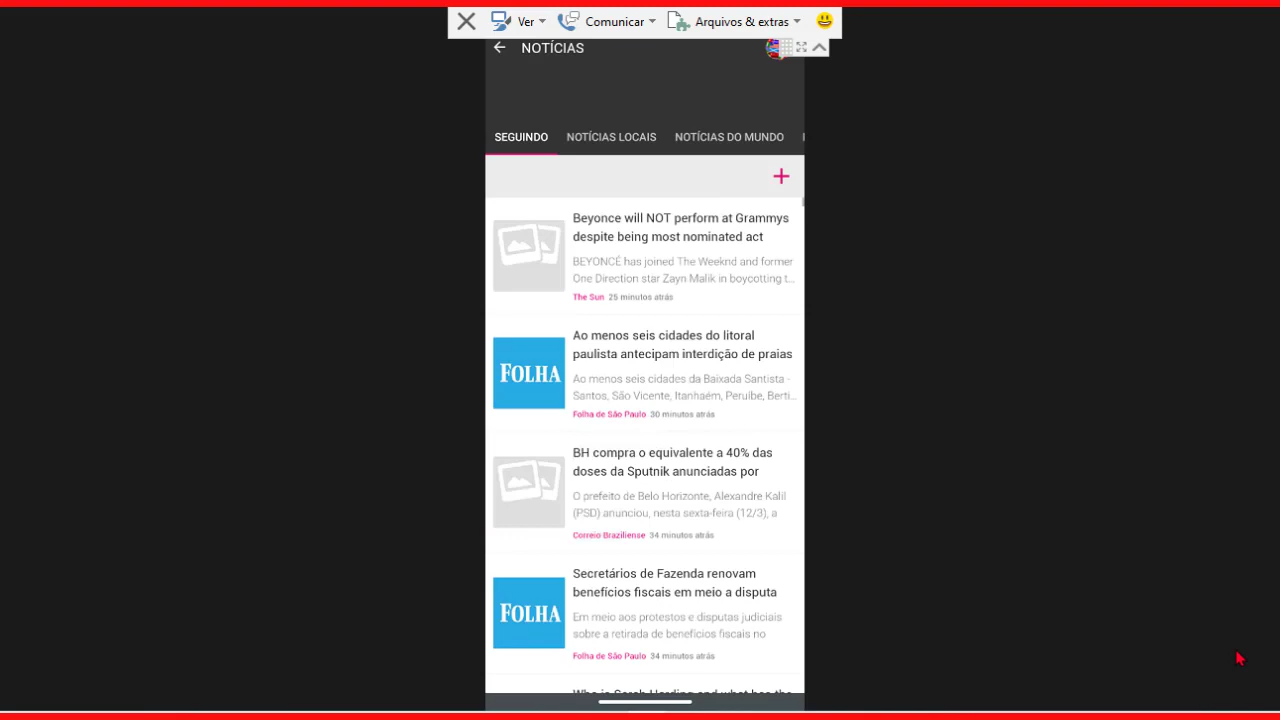 Ver
Comunicar
Arquivos & extras
NOTÍCIAS
SEGUINDO
NOTÍCIAS LOCAIS
NOTÍCIAS DO MUNDO
Beyonce will NOT perform at Grammys
despite being most nominated act
BEYONCÉ has joined The Weeknd and former
One Direction star Zayn Malik in boycotting t...
The Sun 25 minutos atrás
FOLHA
Ao menos seis cidades do litoral
paulista antecipam interdição de praias
Ao menos seis cidades da Baixada Santista -
Santos, São Vicente, Itanhaém, Peruíbe, Berti...
Folha de São Paulo 30 minutos atrás
BH compra o equivalente a 40% das
doses da Sputnik anunciadas por
O prefeito de Belo Horizonte, Alexandre Kalil
(PSD) anunciou, nesta sexta-feira (12/3), a
Correio Braziliense 34 minutos atrás
FOLHA
Secretários de Fazenda renovam
benefícios fiscais em meio a disputa
Em meio aos protestos e disputas judiciais
sobre a retirada de benefícios fiscais no
Folha de São Paulo 34 minutos atrás